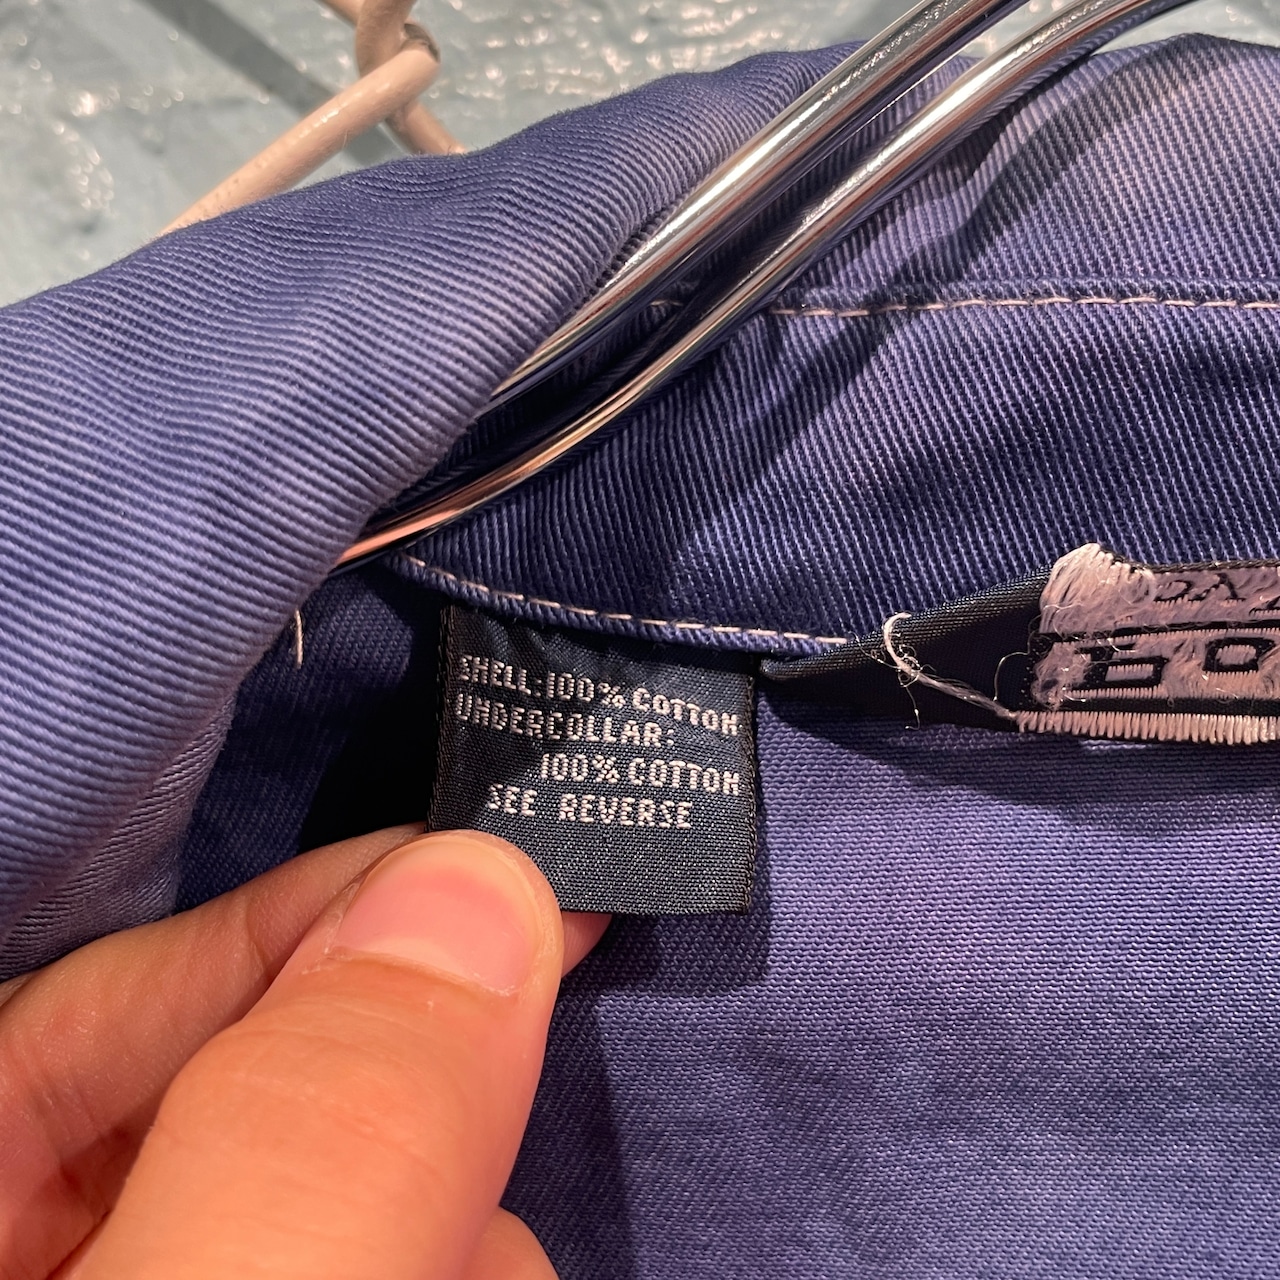 SHELL:100% COTTON
UNDERCOLLAR:
100% COTTON
SEE REVERSE